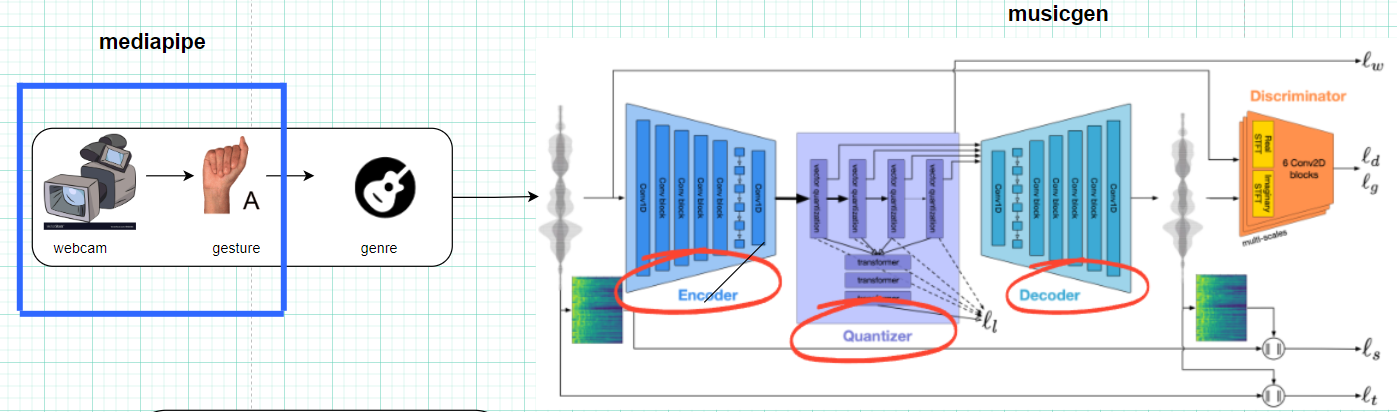 musicgen
mediapipe
webcam
gesture
A
genre
Conv1D
Conv block
Conv block
Conv block
Conv block
Conv1D
Encoder
vector quantization
vector quantization
vector quantization
vector quantization
transformer
transformer
transformer
Quantizer
ℓl
Conv1D
Conv block
Conv block
Conv block
Conv block
Conv1D
Decoder
Discriminator
Real STFT
Imaginary STFT
6 Conv2D
blocks
multi-scales
ℓw
ℓd
ℓg
ℓs
ℓt